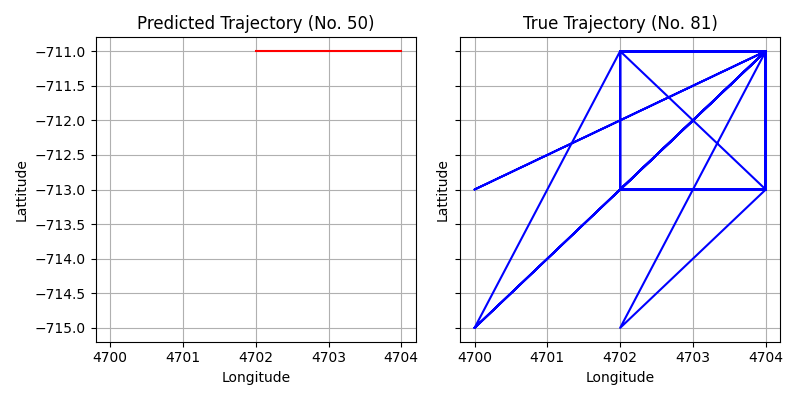 Predicted Trajectory (No. 50)
−711.0
−711.5
−712.0
−712.5
−713.0
−713.5
−714.0
−714.5
−715.0
Lattitude
4700 4701 4702 4703 4704
Longitude
True Trajectory (No. 81)
Lattitude
4700 4701 4702 4703 4704
Longitude